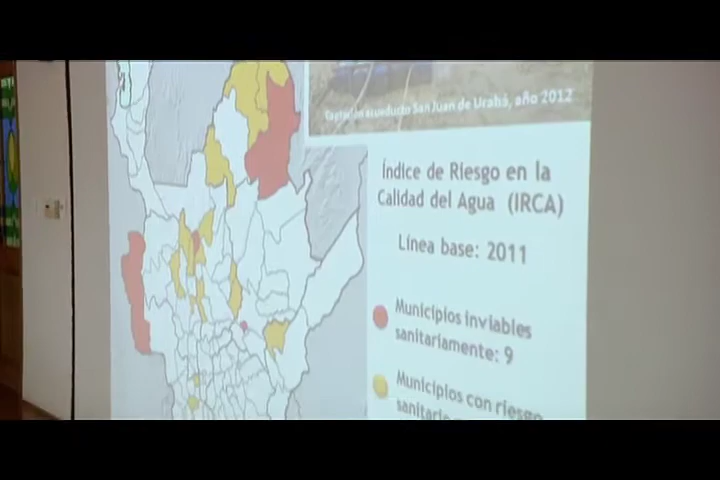 Captación acueducto San Juan de Urabá, año 2012
Índice de Riesgo en la
Calidad del Agua (IRCA)
Línea base: 2011
Municipios inviables
sanitariamente: 9
Municipios con riesgo